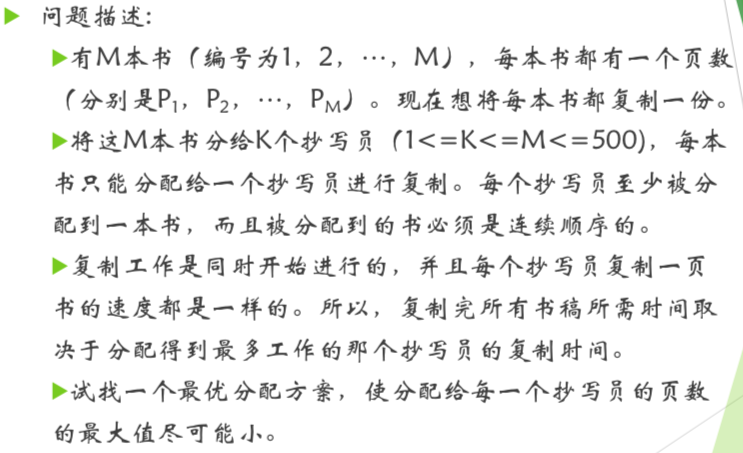 ▶ 问题描述:
▶有M本书（编号为1，2，…，M），每本书都有一个页数
（分别是P₁，P₂，…，P_M）。现在想将每本书都复制一份。
▶将这M本书分给K个抄写员（1<=K<=M<=500)，每本
书只能分配给一个抄写员进行复制。每个抄写员至少被分
配到一本书，而且被分配到的书必须是连续顺序的。
▶复制工作是同时开始进行的，并且每个抄写员复制一页
书的速度都是一样的。所以，复制完所有书稿所需时间取
决于分配得到最多工作的那个抄写员的复制时间。
▶试找一个最优分配方案，使分配给每一个抄写员的页数
的最大值尽可能小。